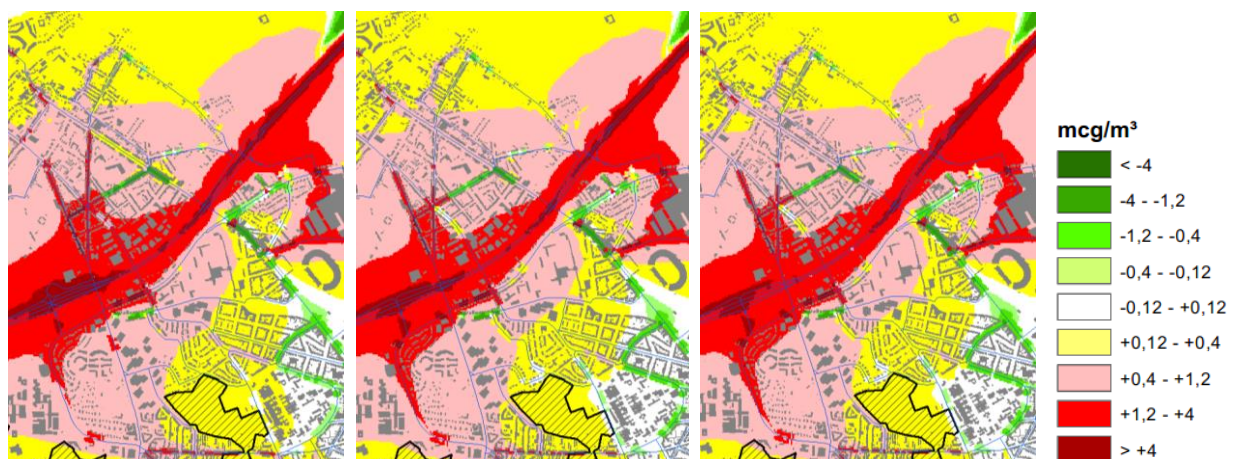 mcg/m³
< -4
-4 - -1,2
-1,2 - -0,4
-0,4 - -0,12
-0,12 - +0,12
+0,12 - +0,4
+0,4 - +1,2
+1,2 - +4
> +4